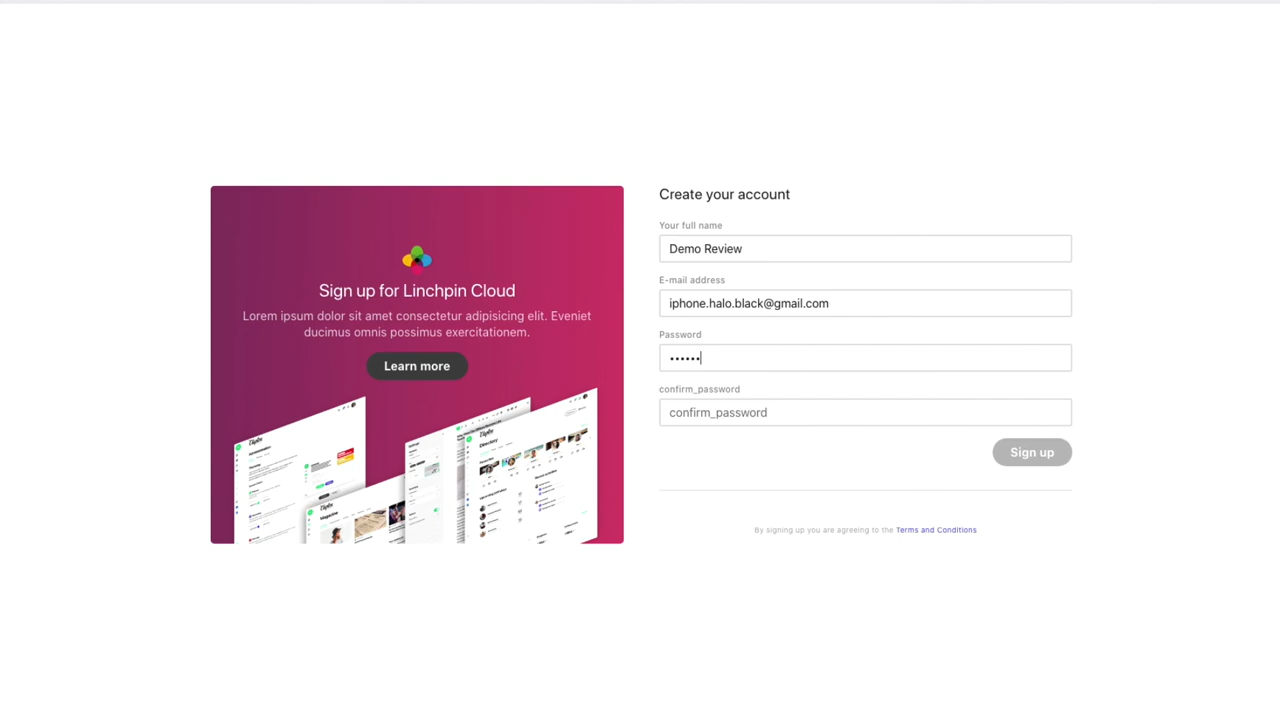 Sign up for Linchpin Cloud
Lorem ipsum dolor sit amet consectetur adipisicing elit. Eveniet
ducimus omnis possimus exercitationem.
Learn more
Magazine
Directory
Create your account
Your full name
Demo Review
E-mail address
iphone.halo.black@gmail.com
Password
••••••
confirm_password
confirm_password
Sign up
By signing up you are agreeing to the Terms and Conditions